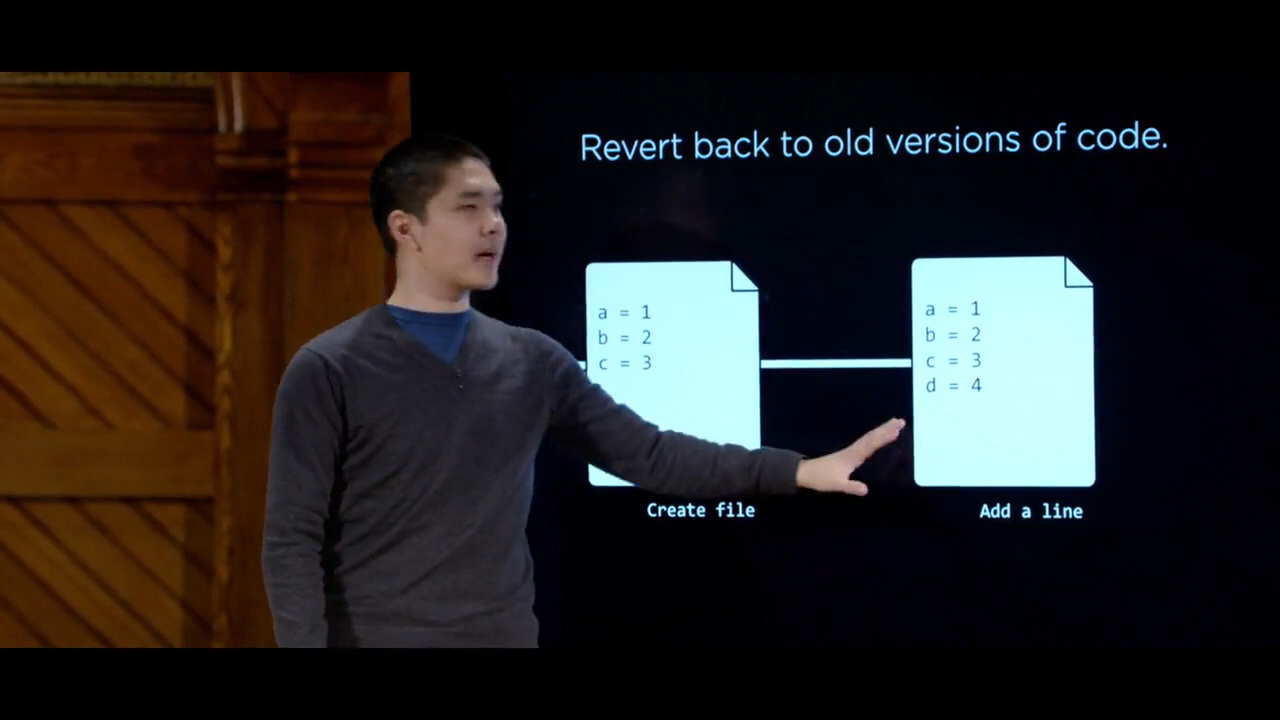 Revert back to old versions of code.
a = 1
b = 2
c = 3
Create file
a = 1
b = 2
c = 3
d = 4
Add a line